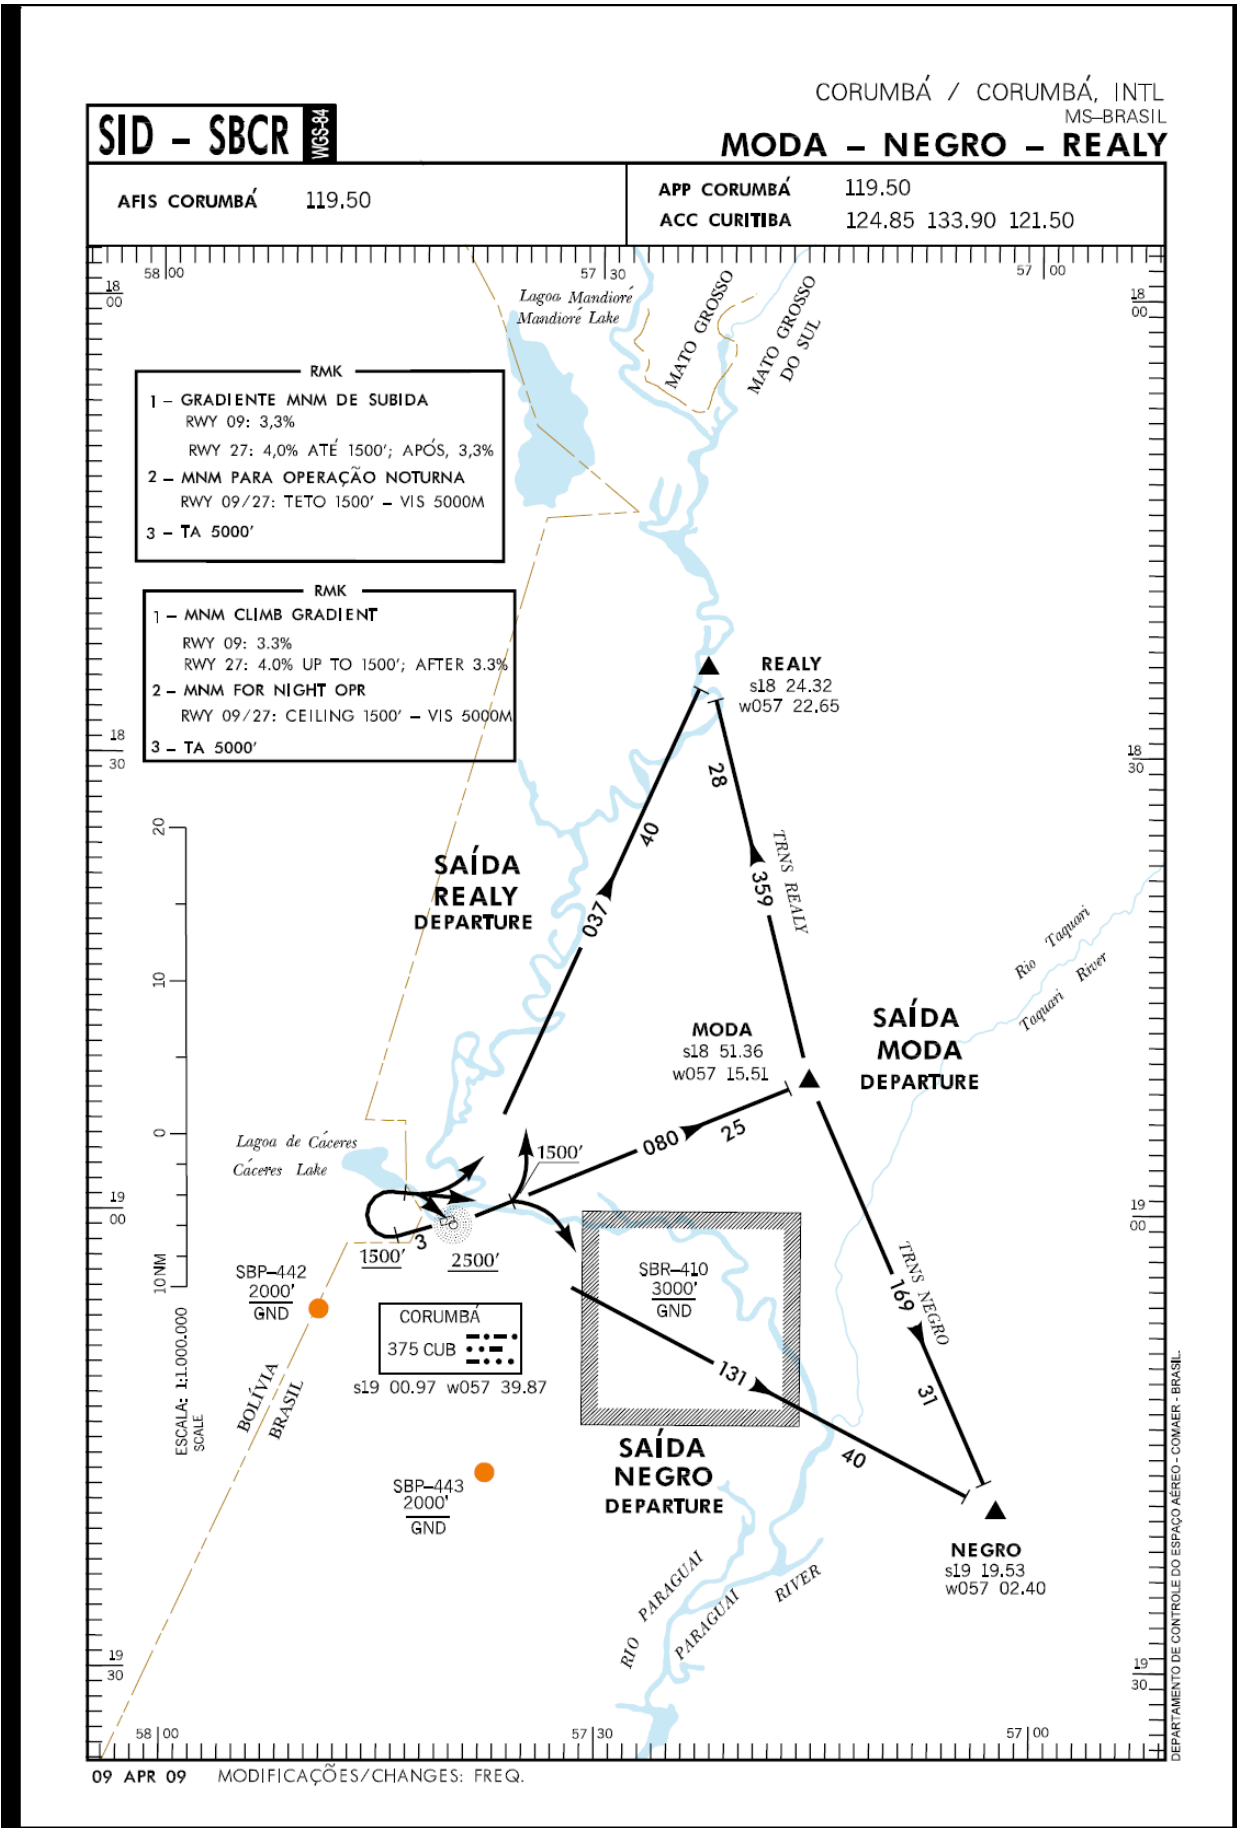 CORUMBÁ / CORUMBÁ, INTL
MS–BRASIL
SID – SBCR WGS-84
MODA – NEGRO – REALY
AFIS CORUMBÁ 119.50
APP CORUMBÁ 119.50
ACC CURITIBA 124.85 133.90 121.50
58 00
57 30
57 00
18 00
18 00
Lagoa Mandioré
Mandioré Lake
MATO GROSSO
MATO GROSSO
DO SUL
RMK
1 – GRADIENTE MNM DE SUBIDA
RWY 09: 3,3%
RWY 27: 4,0% ATÉ 1500'; APÓS, 3,3%
2 – MNM PARA OPERAÇÃO NOTURNA
RWY 09/27: TETO 1500' – VIS 5000M
3 – TA 5000'
RMK
1 – MNM CLIMB GRADIENT
RWY 09: 3.3%
RWY 27: 4.0% UP TO 1500'; AFTER 3.3%
2 – MNM FOR NIGHT OPR
RWY 09/27: CEILING 1500' – VIS 5000M
3 – TA 5000'
REALY
s18 24.32
w057 22.65
18 30
18 30
28
40
20
TRNS REALY
359
SAÍDA
REALY
DEPARTURE
037
Rio Taquari
Taquari River
10
MODA
s18 51.36
w057 15.51
SAÍDA
MODA
DEPARTURE
0
Lagoa de Cáceres
Cáceres Lake
080
25
1500'
19 00
19 00
3
1500'
2500'
10NM
SBP–442
2000'
GND
SBR–410
3000'
GND
TRNS NEGRO
169
CORUMBÁ
375 CUB
s19 00.97 w057 39.87
131
31
ESCALA: 1:1.000.000
SCALE
BOLÍVIA
BRASIL
SAÍDA
NEGRO
DEPARTURE
40
SBP–443
2000'
GND
NEGRO
s19 19.53
w057 02.40
RIO PARAGUAI
PARAGUAI RIVER
19 30
19 30
58 00
57 30
57 00
DEPARTAMENTO DE CONTROLE DO ESPAÇO AÉREO - COMAER - BRASIL.
09 APR 09 MODIFICAÇÕES/CHANGES: FREQ.